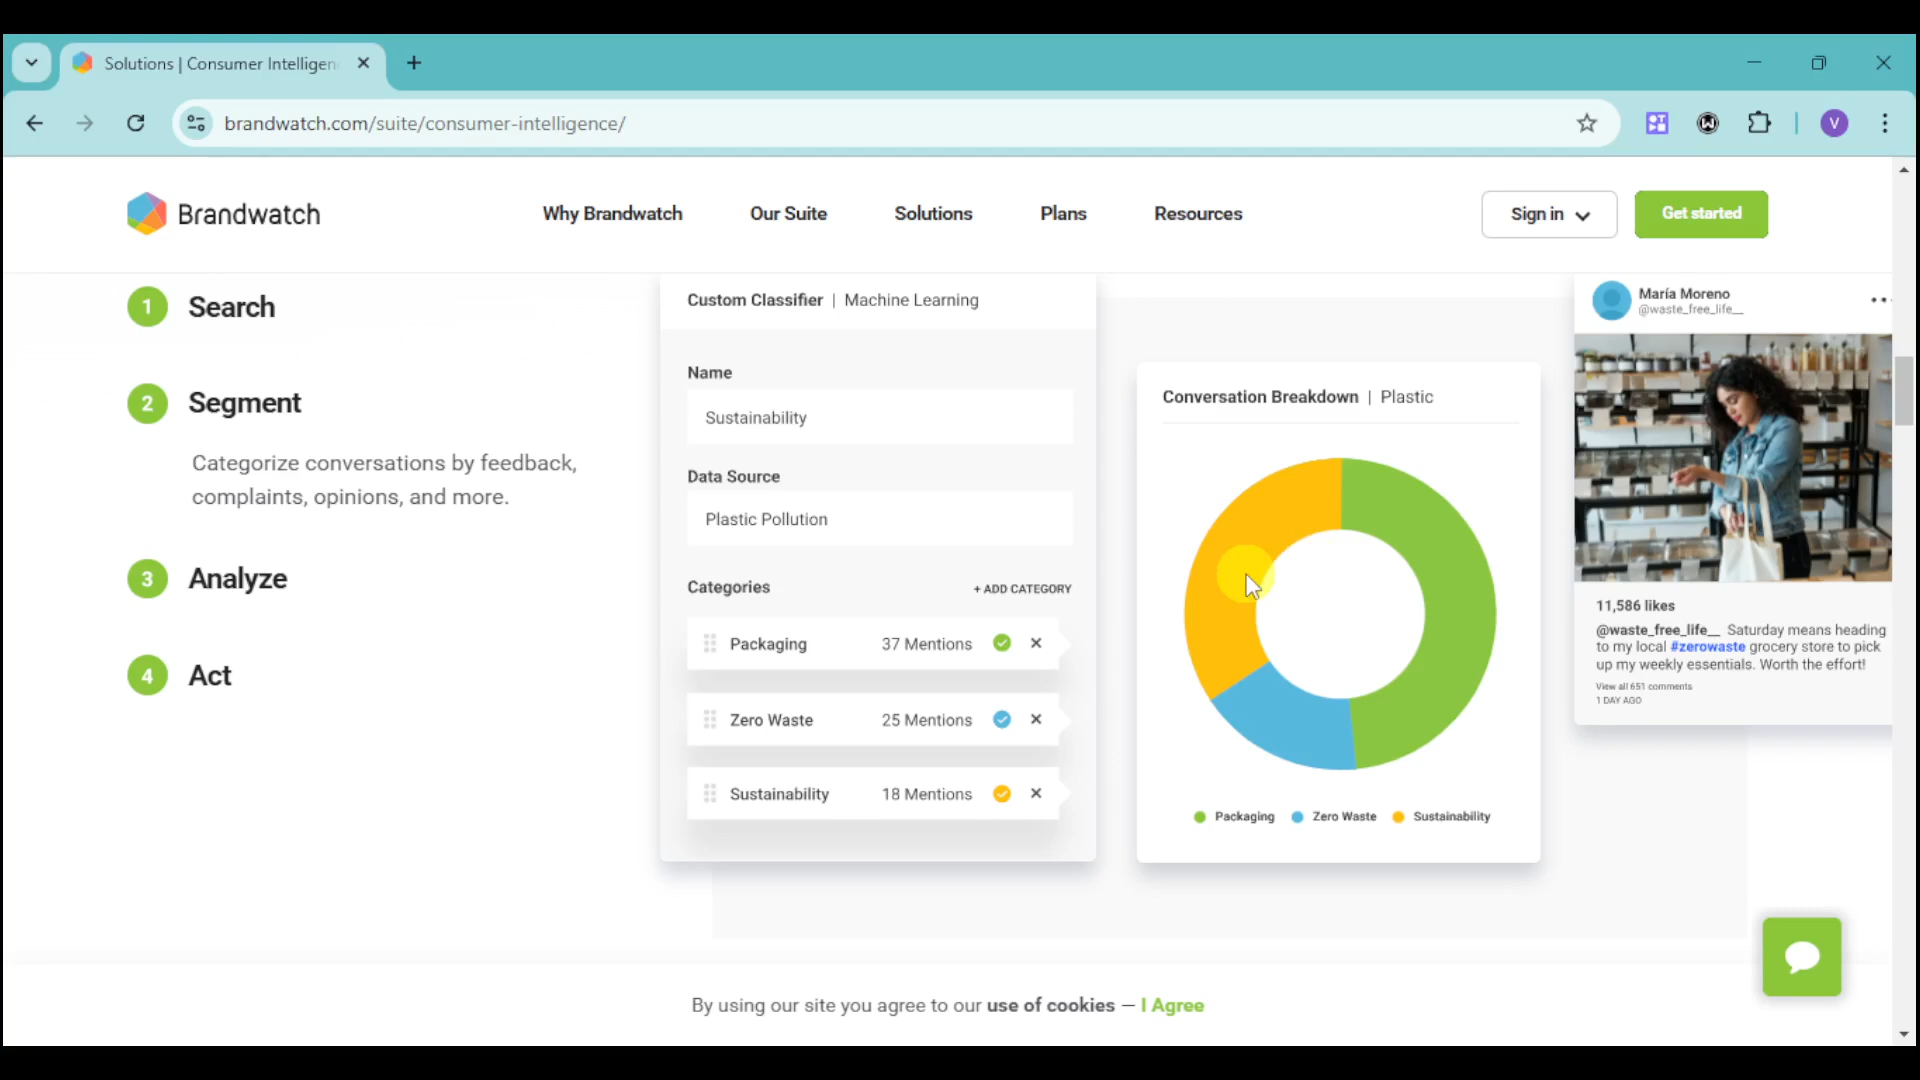 Solutions | Consumer Intelligen
brandwatch.com/suite/consumer-intelligence/
V
Brandwatch
Why Brandwatch
Our Suite
Solutions
Plans
Resources
Sign in
Get started
1 Search
2 Segment
Categorize conversations by feedback,
complaints, opinions, and more.
3 Analyze
4 Act
Custom Classifier | Machine Learning
Name
Sustainability
Data Source
Plastic Pollution
Categories
+ ADD CATEGORY
Packaging 37 Mentions
Zero Waste 25 Mentions
Sustainability 18 Mentions
Conversation Breakdown | Plastic
Packaging Zero Waste Sustainability
María Moreno
@waste_free_life__
11,586 likes
@waste_free_life__ Saturday means heading
to my local #zerowaste grocery store to pick
up my weekly essentials. Worth the effort!
View all 651 comments
1 DAY AGO
By using our site you agree to our use of cookies – I Agree